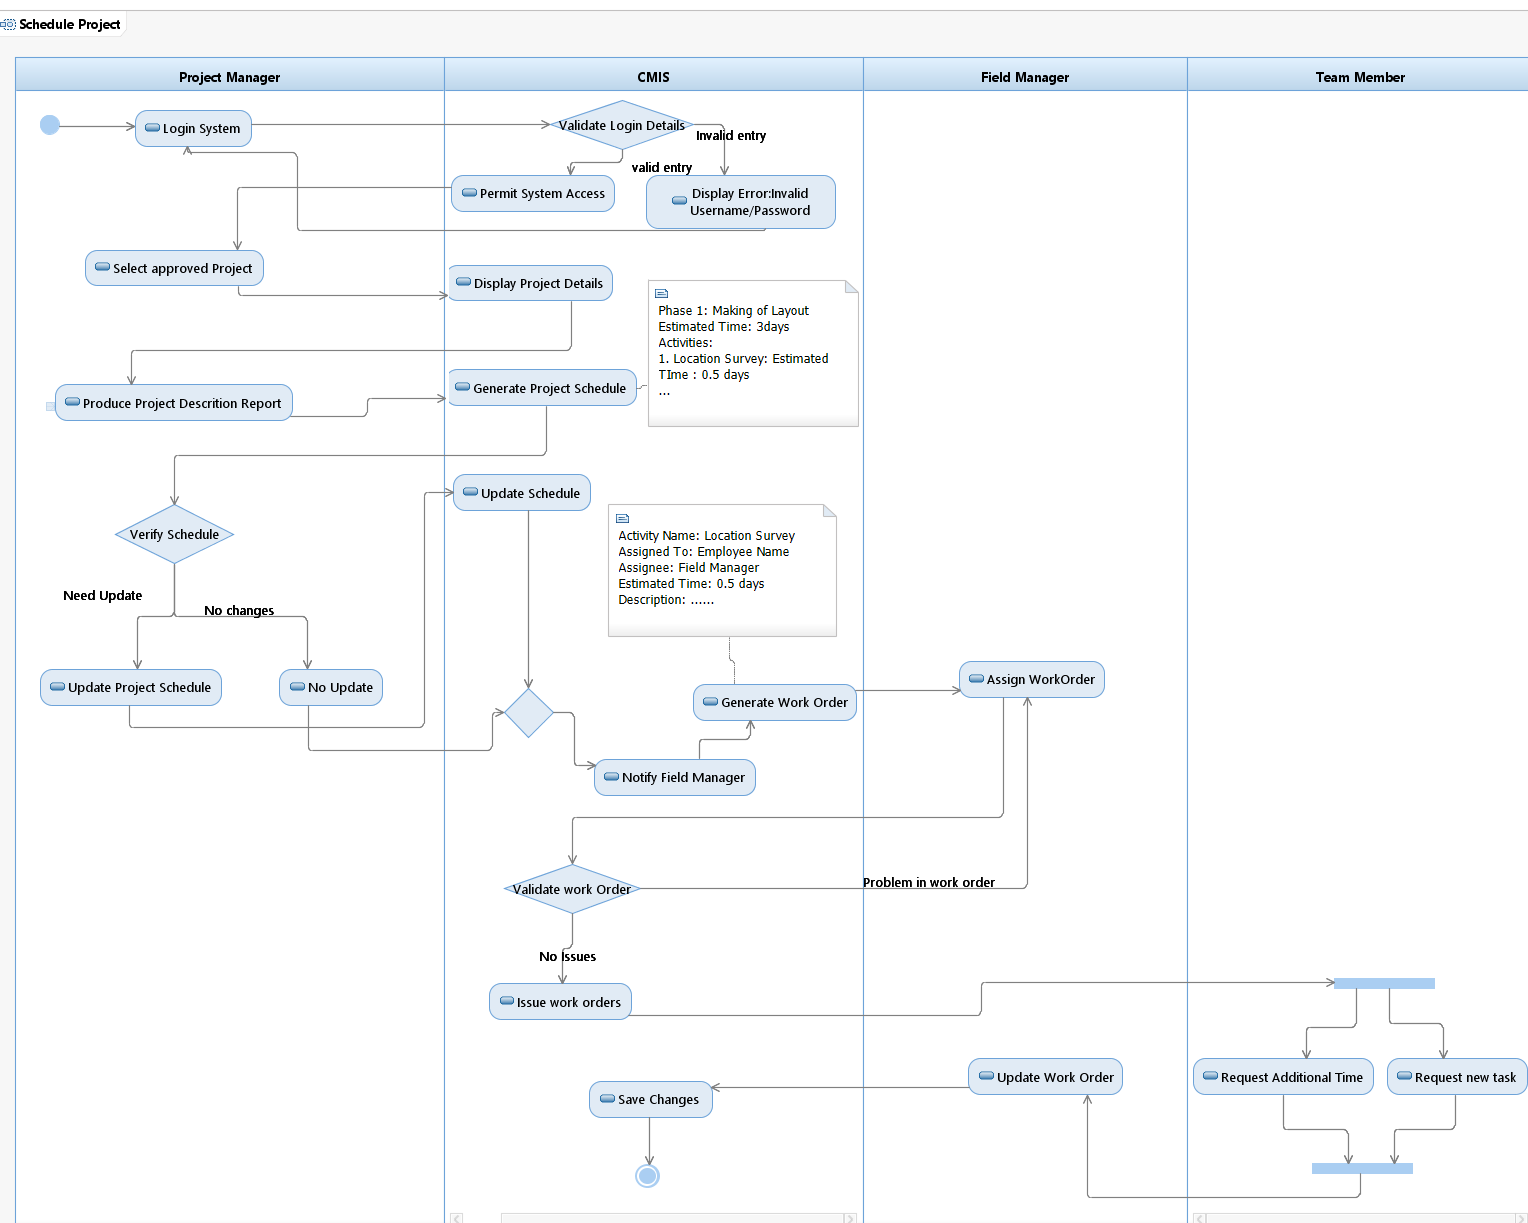 Schedule Project
Project Manager
CMIS
Field Manager
Team Member
Login System
Validate Login Details
Invalid entry
valid entry
Permit System Access
Display Error:Invalid
Username/Password
Select approved Project
Display Project Details
Phase 1: Making of Layout
Estimated Time: 3days
Activities:
1. Location Survey: Estimated
TIme : 0.5 days
...
Generate Project Schedule
Produce Project Descrition Report
Update Schedule
Verify Schedule
Activity Name: Location Survey
Assigned To: Employee Name
Assignee: Field Manager
Estimated Time: 0.5 days
Description: ......
Need Update
No changes
Update Project Schedule
No Update
Assign WorkOrder
Generate Work Order
Notify Field Manager
Validate work Order
Problem in work order
No Issues
Issue work orders
Update Work Order
Request Additional Time
Request new task
Save Changes